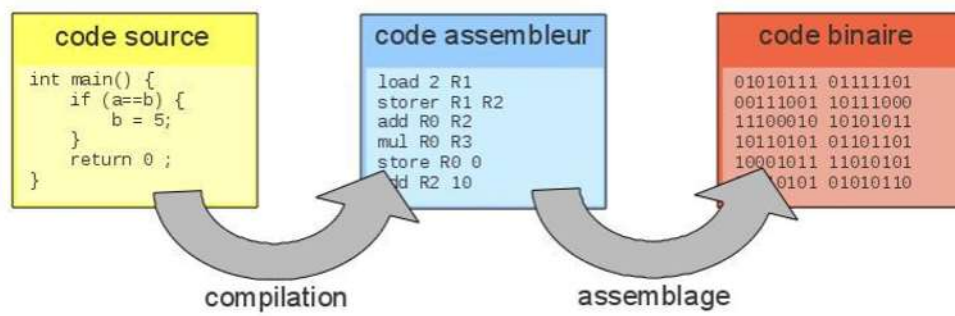 code source
int main() {
if (a==b) {
b = 5;
}
return 0 ;
}
code assembleur
load 2 R1
storer R1 R2
add R0 R2
mul R0 R3
store R0 0
R2 10
code binaire
01010111 01111101
00111001 10111000
11100010 10101011
10110101 01101101
10001011 11010101
01010110
compilation
assemblage